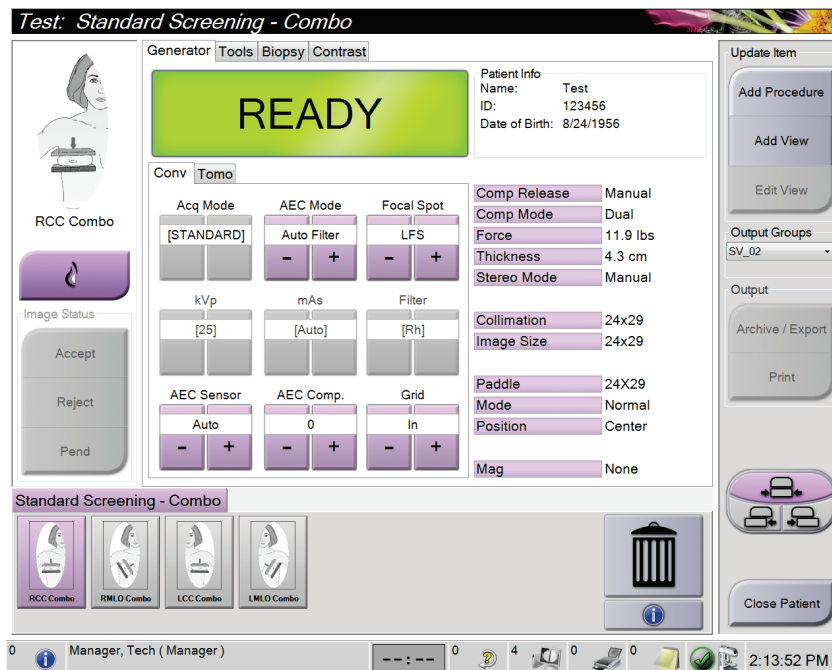 Test: Standard Screening - Combo
Generator Tools Biopsy Contrast
Update Item
READY
Patient Info
Name: Test
ID: 123456
Date of Birth: 8/24/1956
Add Procedure
Add View
Edit View
RCC Combo
Conv Tomo
Acq Mode AEC Mode Focal Spot
[STANDARD] Auto Filter LFS
- + - +
kVp mAs Filter
[25] [Auto] [Rh]
AEC Sensor AEC Comp. Grid
Auto 0 In
- + - + - +
Comp Release Manual
Comp Mode Dual
Force 11.9 lbs
Thickness 4.3 cm
Stereo Mode Manual
Collimation 24x29
Image Size 24x29
Paddle 24X29
Mode Normal
Position Center
Mag None
Output Groups
SV_02
Output
Archive / Export
Print
Image Status
Accept
Reject
Pend
Standard Screening - Combo
RCC Combo RMLO Combo LCC Combo LMLO Combo
Close Patient
0 Manager, Tech ( Manager ) --:-- 0 4 0 0 2:13:52 PM